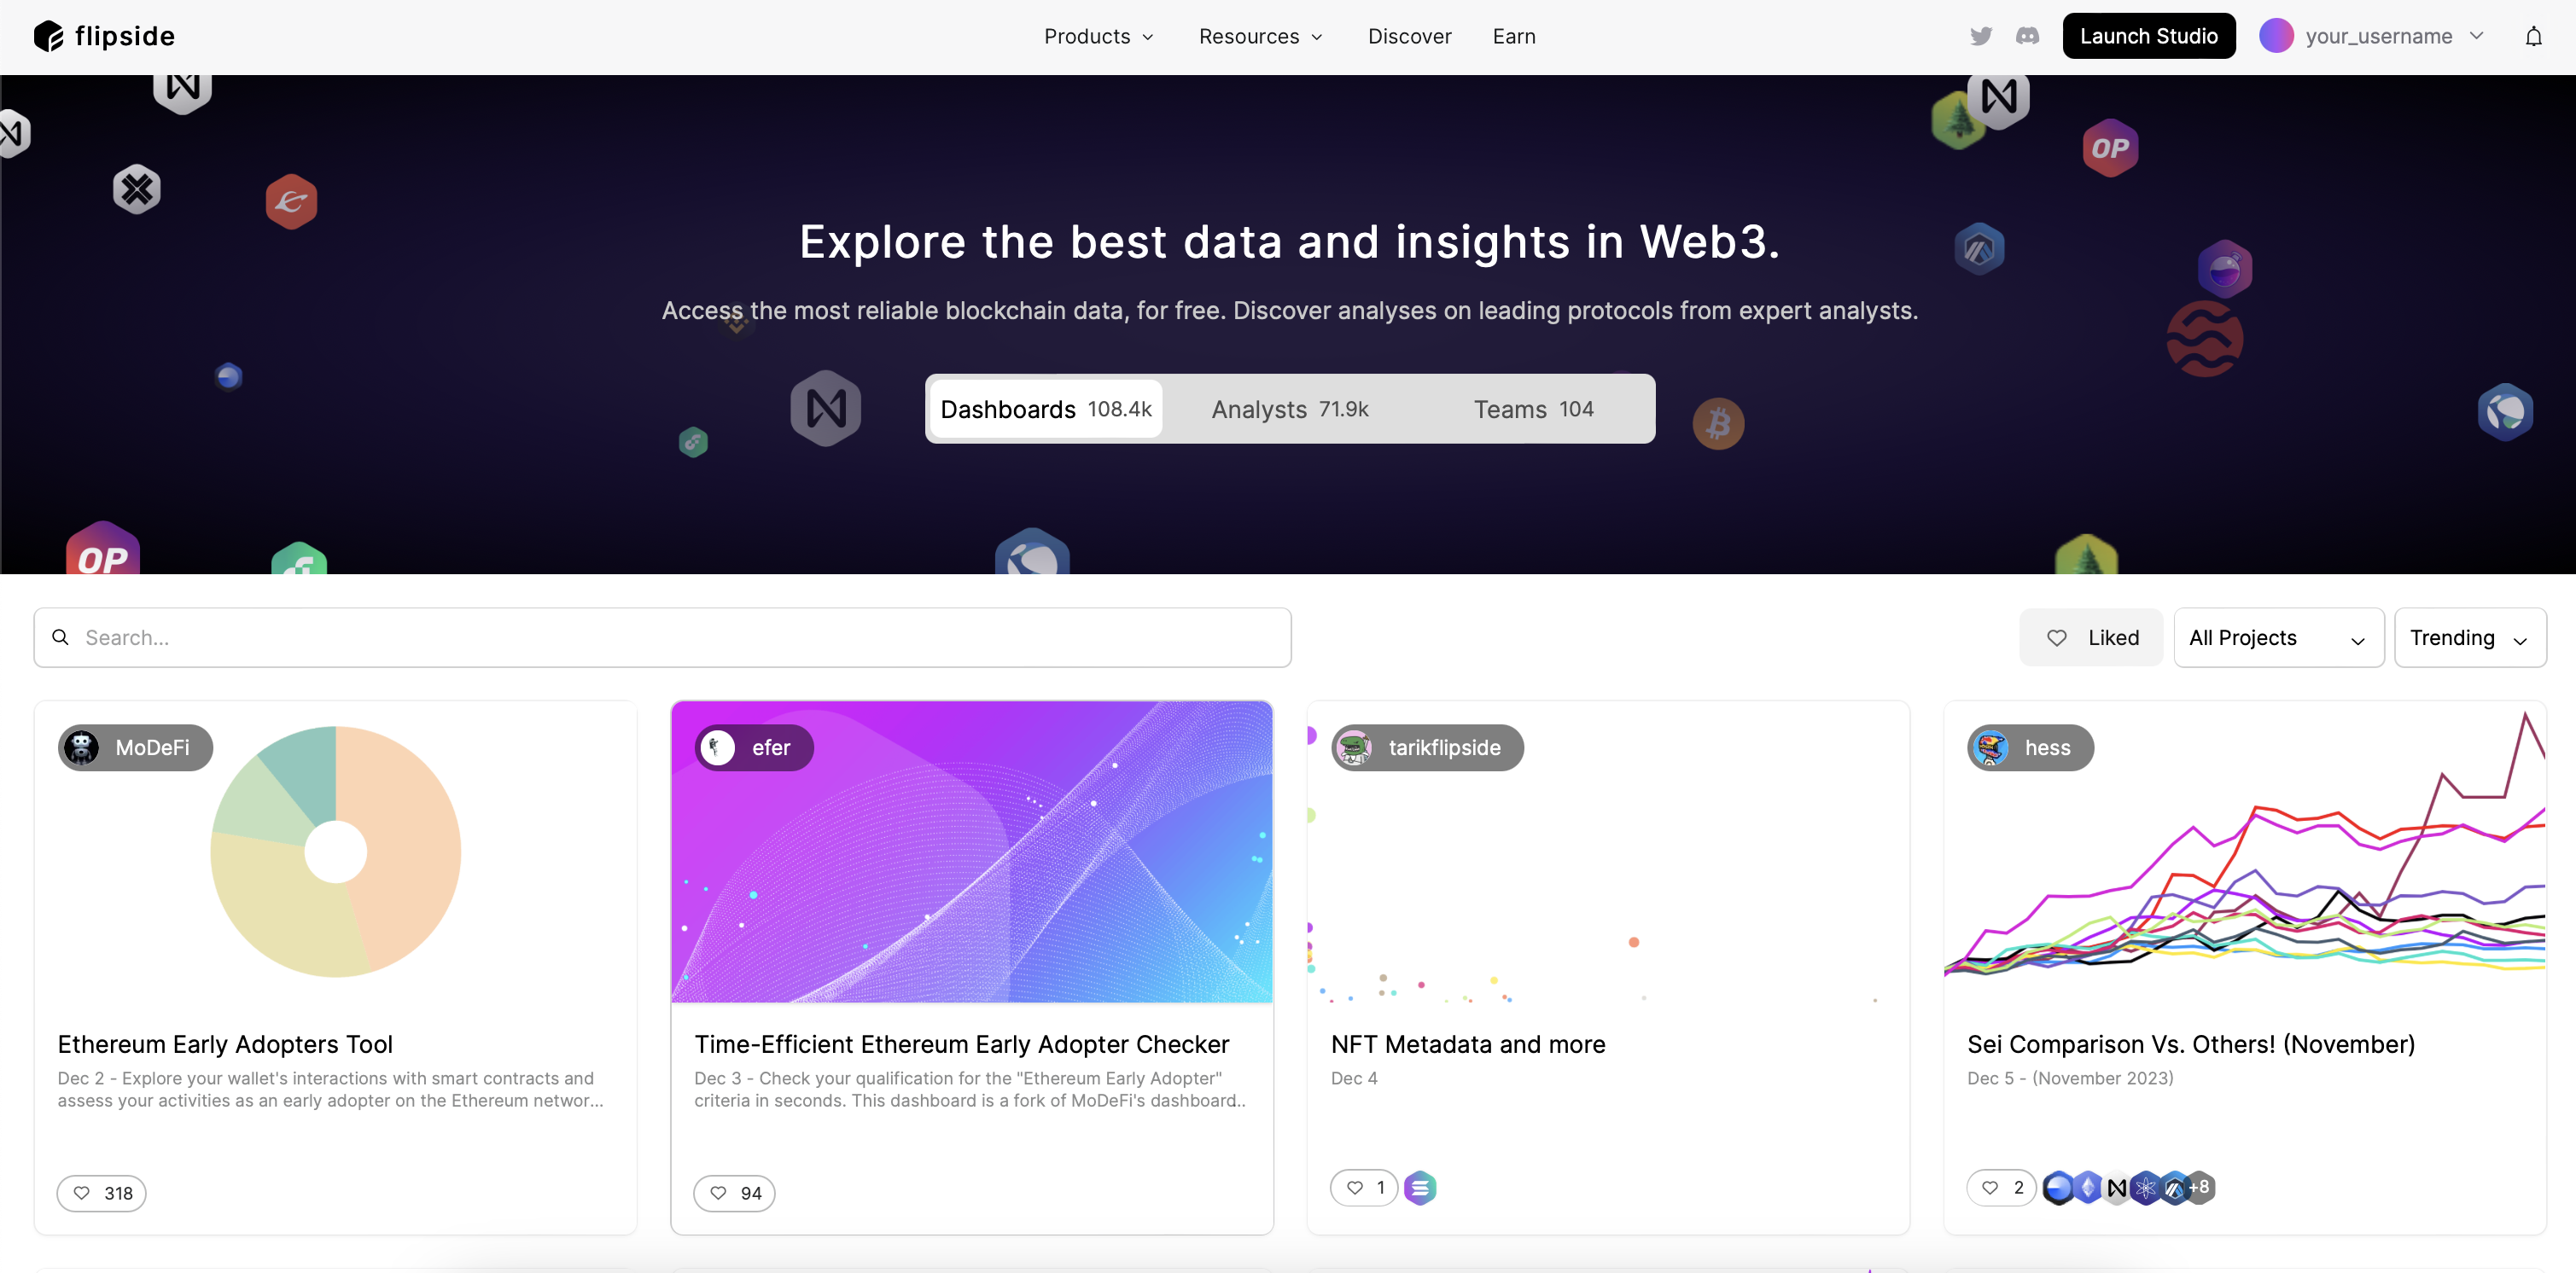 flipside
Products
Resources
Discover
Earn
Launch Studio
your_username
OP
Explore the best data and insights in Web3.
Access the most reliable blockchain data, for free. Discover analyses on leading protocols from expert analysts.
Dashboards 108.4k
Analysts 71.9k
Teams 104
OP
Search...
Liked
All Projects
Trending
MoDeFi
Ethereum Early Adopters Tool
Dec 2 - Explore your wallet's interactions with smart contracts and
assess your activities as an early adopter on the Ethereum networ...
318
efer
Time-Efficient Ethereum Early Adopter Checker
Dec 3 - Check your qualification for the "Ethereum Early Adopter"
criteria in seconds. This dashboard is a fork of MoDeFi's dashboard..
94
tarikflipside
NFT Metadata and more
Dec 4
1
hess
Sei Comparison Vs. Others! (November)
Dec 5 - (November 2023)
2
+8